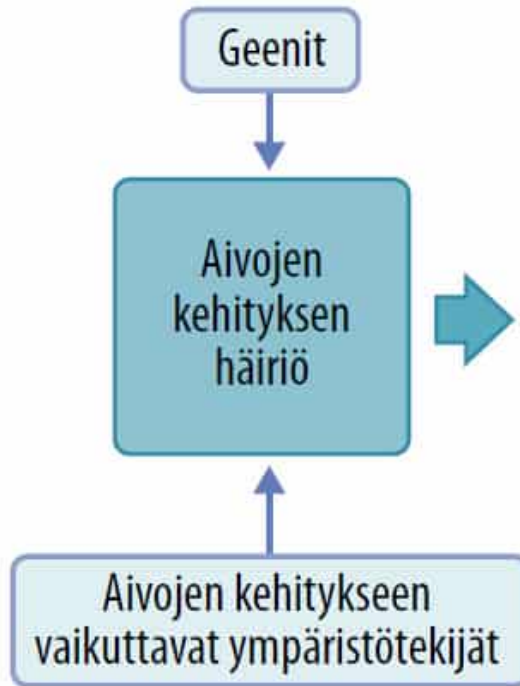 Geenit
Aivojen
kehityksen
häiriö
Aivojen kehitykseen
vaikuttavat ympäristötekijät